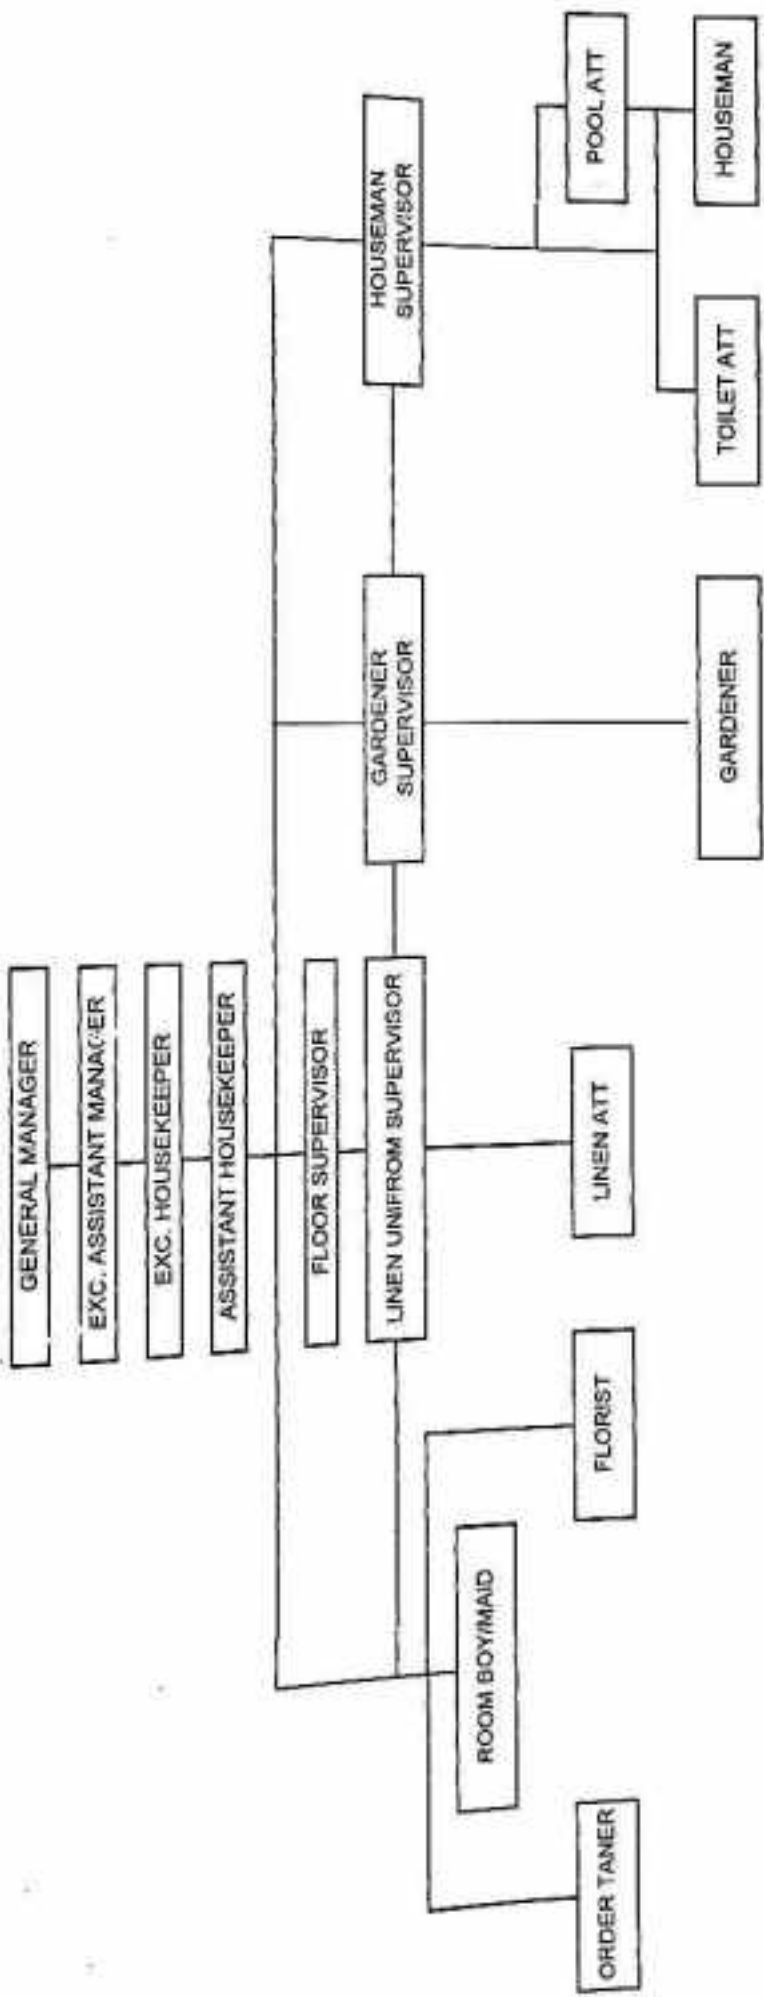 GENERAL MANAGER
EXC. ASSISTANT MANAGER
EXC. HOUSEKEEPER
ASSISTANT HOUSEKEEPER
FLOOR SUPERVISOR
LINEN UNIFROM SUPERVISOR
GARDENER
SUPERVISOR
HOUSEMAN
SUPERVISOR
ROOM BOY/MAID
ORDER TANER
FLORIST
LINEN ATT
POOL ATT
GARDENER
TOILET ATT
HOUSEMAN